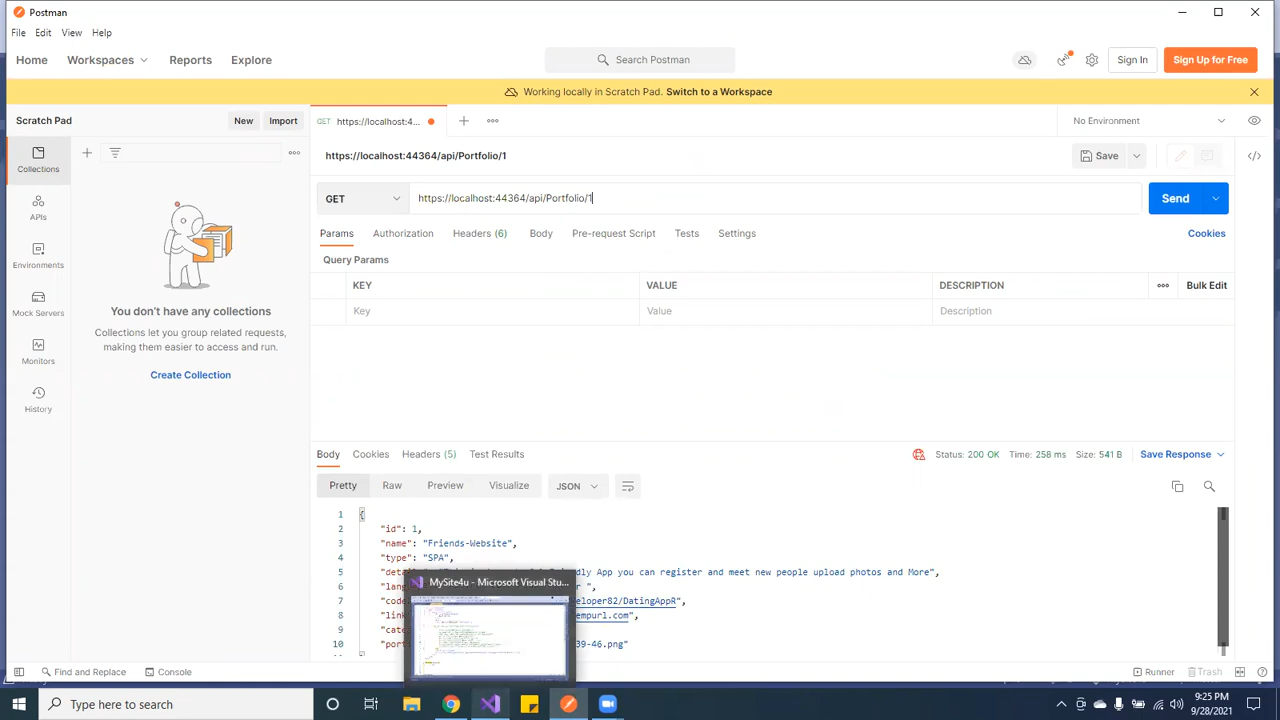 Postman
File Edit View Help
Home Workspaces Reports Explore Search Postman Sign In Sign Up for Free
Working locally in Scratch Pad. Switch to a Workspace
Scratch Pad New Import GET https://localhost:4... No Environment
Collections
APIs
Environments
Mock Servers
Monitors
History
You don't have any collections
Collections let you group related requests,
making them easier to access and run.
Create Collection
https://localhost:44364/api/Portfolio/1 Save
GET https://localhost:44364/api/Portfolio/1 Send
Params Authorization Headers (6) Body Pre-request Script Tests Settings Cookies
Query Params
KEY VALUE DESCRIPTION Bulk Edit
Key Value Description
Body Cookies Headers (5) Test Results Status: 200 OK Time: 258 ms Size: 541 B Save Response
Pretty Raw Preview Visualize JSON
1 {
2 "id": 1,
3 "name": "Friends-Website",
4 "type": "SPA",
5 Friendly App you can register and meet new people upload photos and More",
6
7 eloper82/DatingAppR",
8 empurl.com",
9
10 39-46.png"
MySite4u - Microsoft Visual Stu...
Find and Replace Console Runner Trash
Type here to search
9:25 PM
9/28/2021